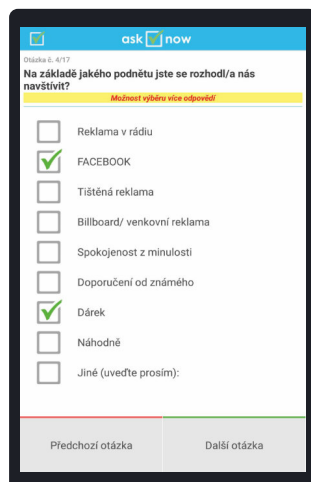 ask now
Otázka č. 4/17
Na základě jakého podnětu jste se rozhodl/a nás
navštívit?
Možnost výběru více odpovědí
Reklama v rádiu
FACEBOOK
Tištěná reklama
Billboard/ venkovní reklama
Spokojenost z minulosti
Doporučení od známého
Dárek
Náhodně
Jiné (uveďte prosím):
Předchozí otázka
Další otázka